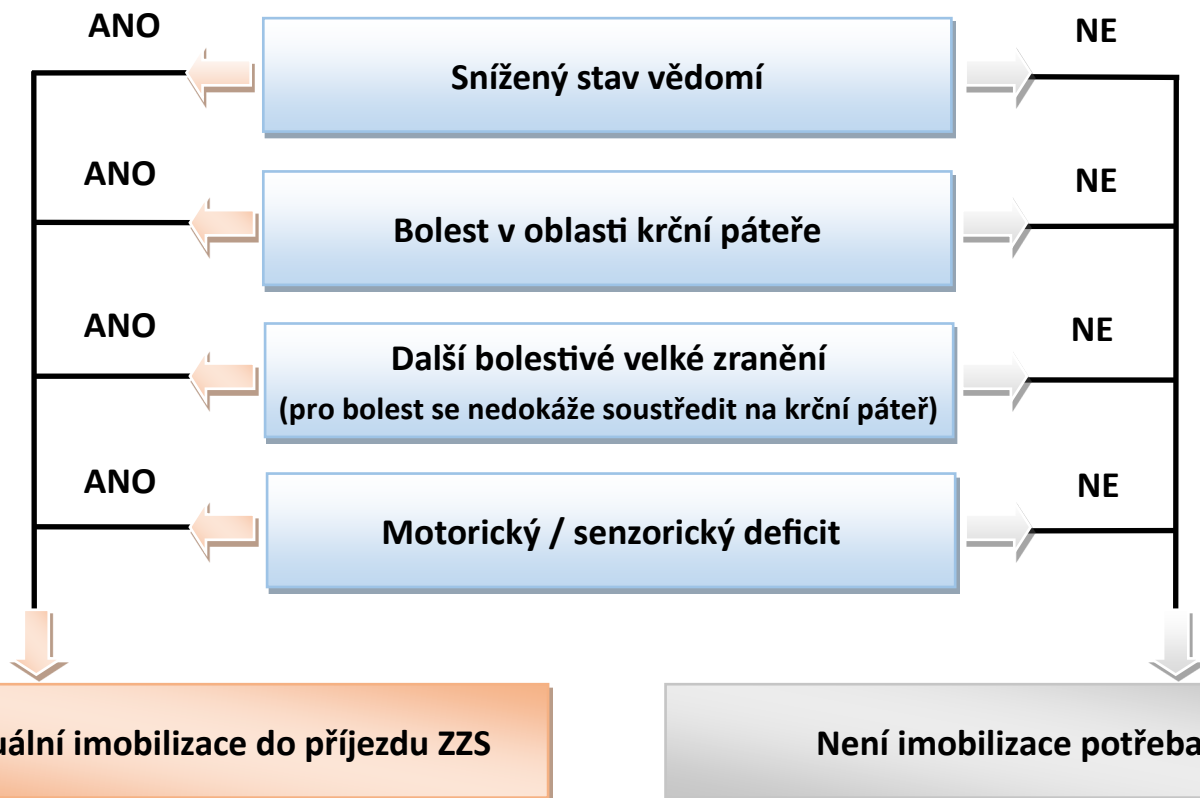 ANO
Snížený stav vědomí
NE
ANO
Bolest v oblasti krční páteře
NE
ANO
Další bolestivé velké zranění
(pro bolest se nedokáže soustředit na krční páteř)
NE
ANO
Motorický / senzorický deficit
NE
imobilizace do příjezdu ZZS
Není imobilizace potřeba